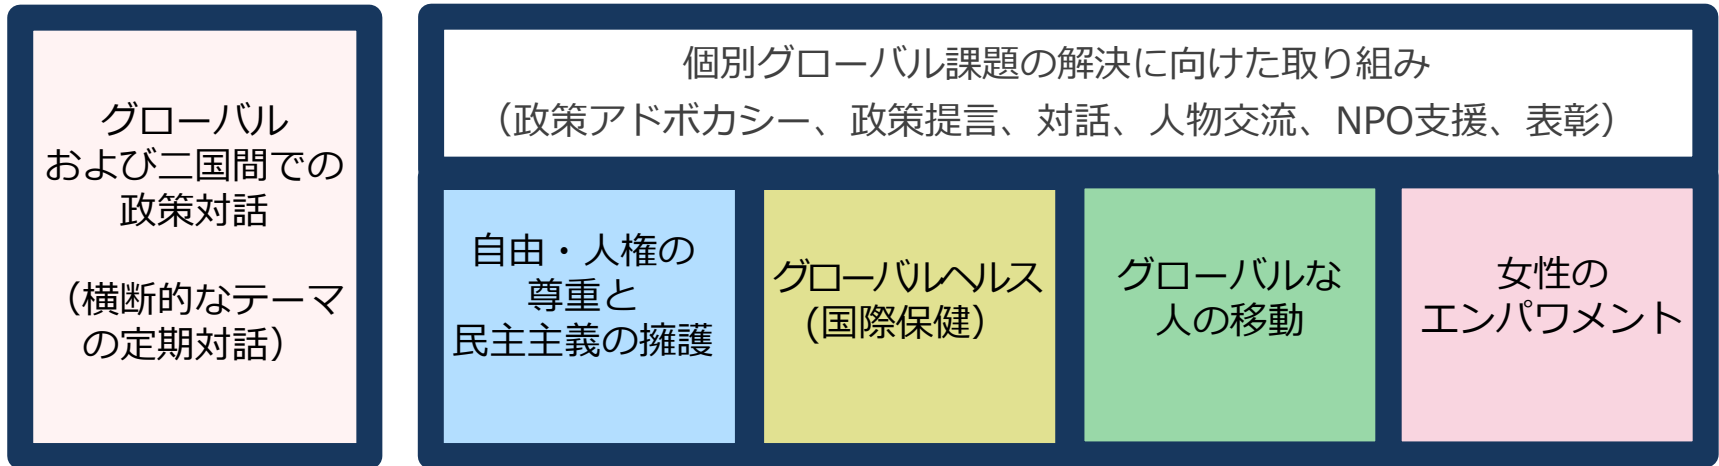 グローバル
および二国間での
政策対話
（横断的なテーマ
の定期対話）
個別グローバル課題の解決に向けた取り組み
（政策アドボカシー、政策提言、対話、人物交流、NPO支援、表彰）
自由・人権の
尊重と
民主主義の擁護
グローバルヘルス
(国際保健）
グローバルな
人の移動
女性の
エンパワメント